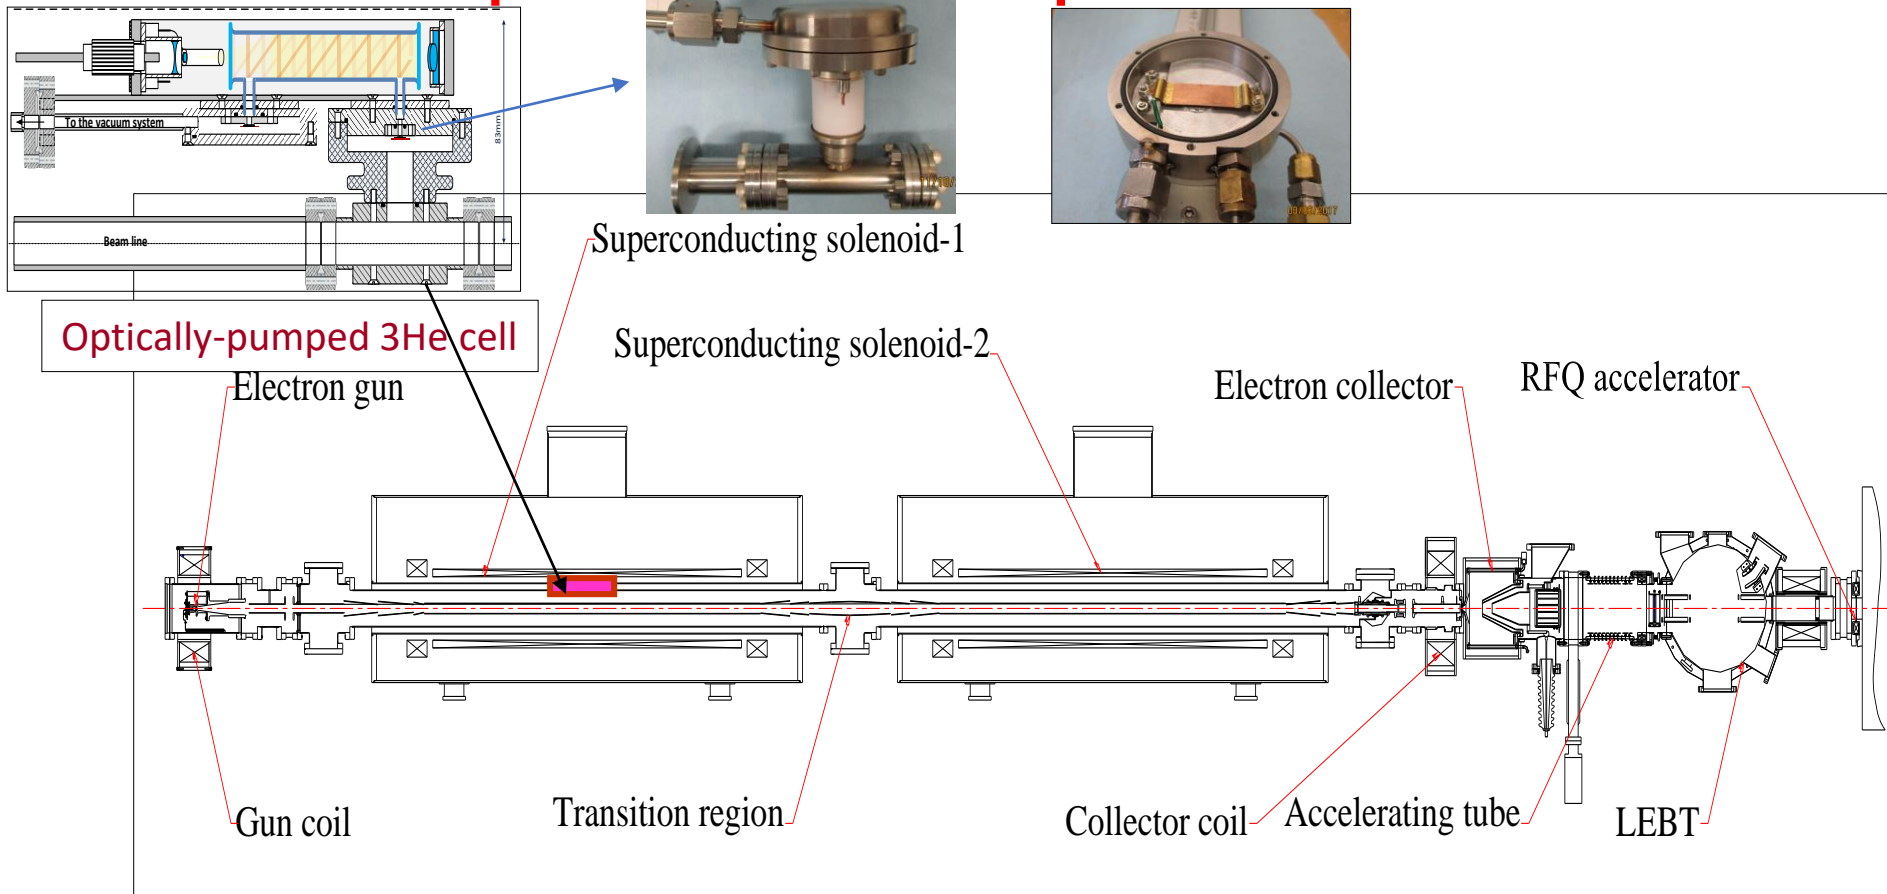 To the vacuum system
83mm
Beam line
Optically-pumped 3He cell
Superconducting solenoid-1
Superconducting solenoid-2
Electron gun
Electron collector
RFQ accelerator
Gun coil
Transition region
Collector coil
Accelerating tube
LEBT